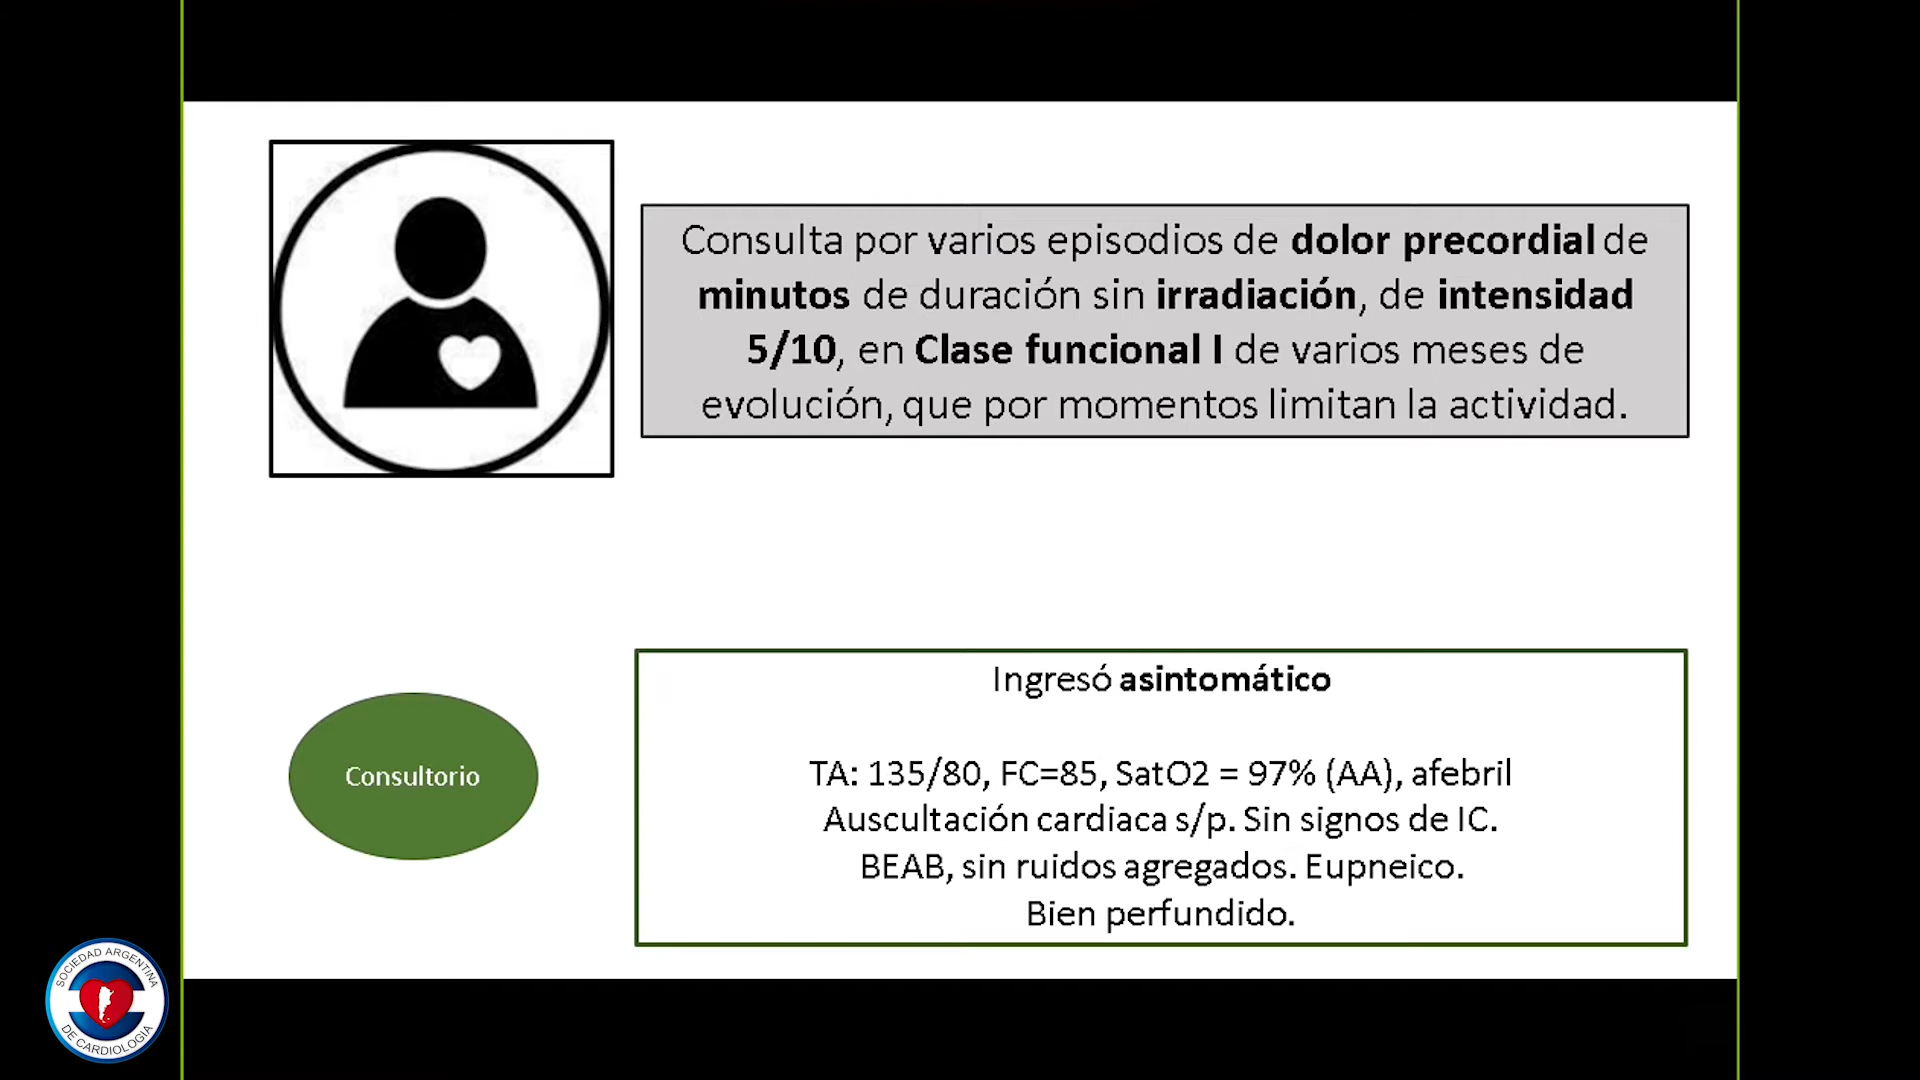 Consulta por varios episodios de dolor precordial de
minutos de duración sin irradiación, de intensidad
5/10, en Clase funcional I de varios meses de
evolución, que por momentos limitan la actividad.
Consultorio
Ingresó asintomático
TA: 135/80, FC=85, SatO2 = 97% (AA), afebril
Auscultación cardiaca s/p. Sin signos de IC.
BEAB, sin ruidos agregados. Eupneico.
Bien perfundido.
SOCIEDAD ARGENTINA
DE CARDIOLOGIA